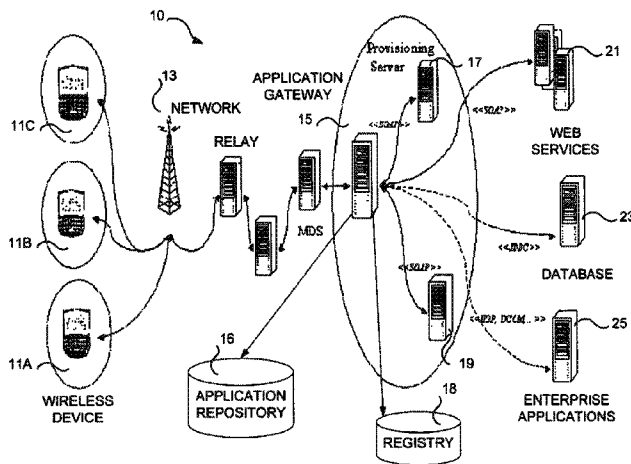 10
Provisioning
Server
17
21
13
APPLICATION
GATEWAY
NETWORK
15
11C
RELAY
<<SOAP>>
WEB
SERVICES
MDS
23
11B
<<JDBC>>
DATABASE
<<SOAP>>
25
16
11A
19
WIRELESS
DEVICE
APPLICATION
REPOSITORY
18
REGISTRY
ENTERPRISE
APPLICATIONS